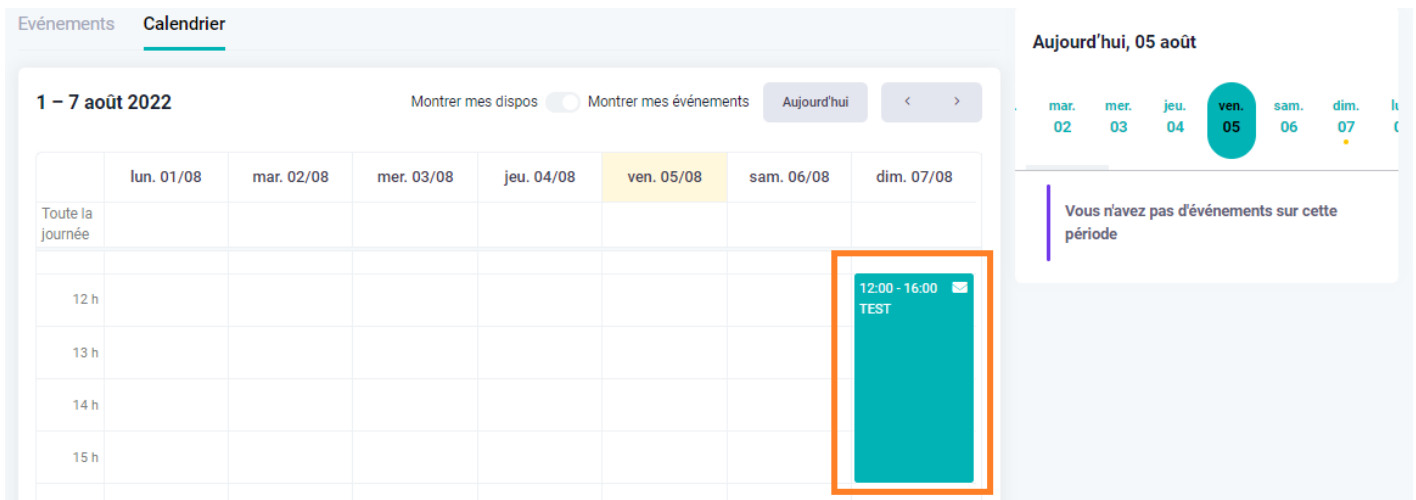 Evénements Calendrier
1 – 7 août 2022
Montrer mes dispos Montrer mes événements Aujourd'hui < >
lun. 01/08 mar. 02/08 mer. 03/08 jeu. 04/08 ven. 05/08 sam. 06/08 dim. 07/08
Toute la
journée
12 h
13 h
14 h
15 h
12:00 - 16:00
TEST
Aujourd’hui, 05 août
mar. mer. jeu. ven. sam. dim.
02 03 04 05 06 07
Vous n'avez pas d'événements sur cette
période